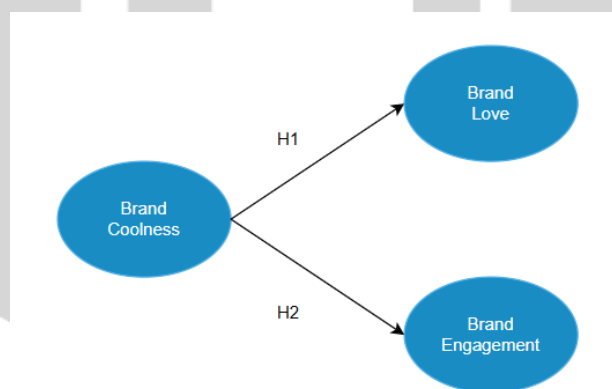 Brand
Love
H1
Brand
Coolness
H2
Brand
Engagement